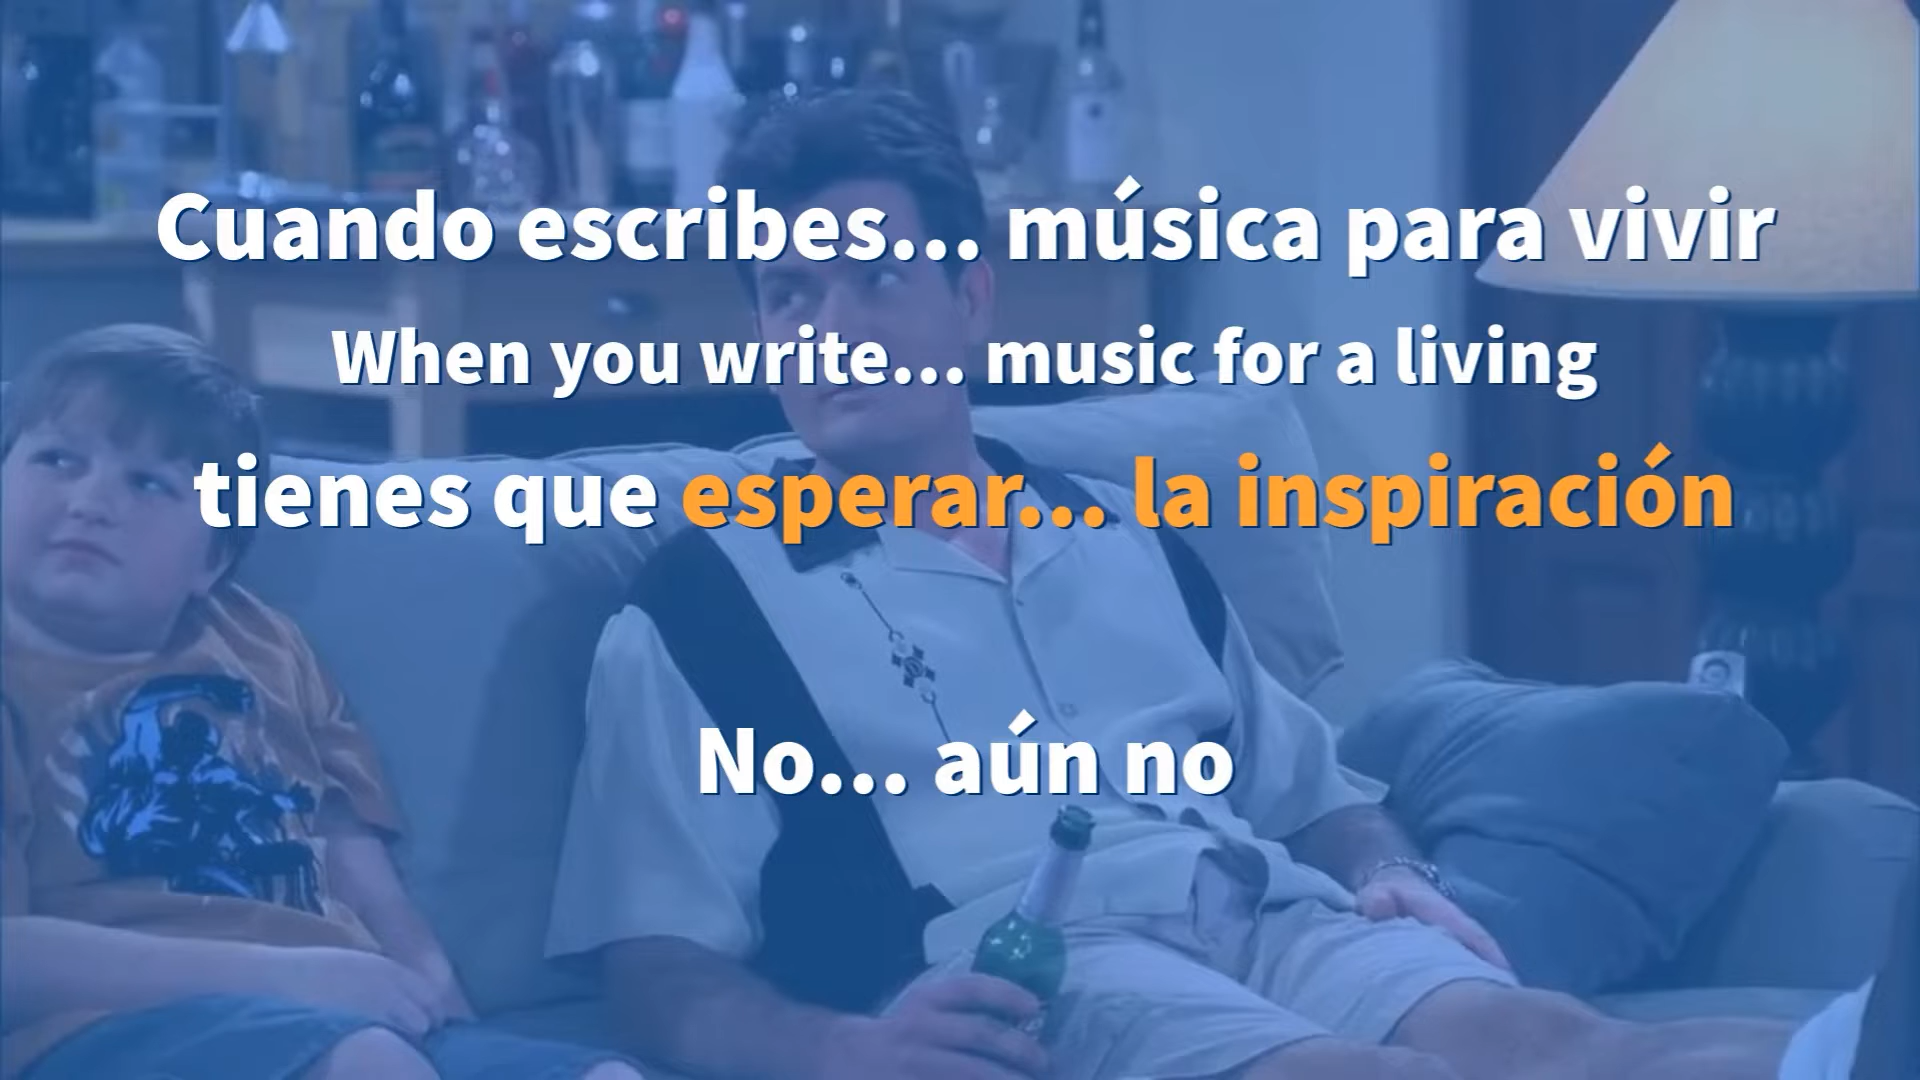 Cuando escribes... música para vivir
When you write... music for a living
tienes que esperar... la inspiración
No... aún no